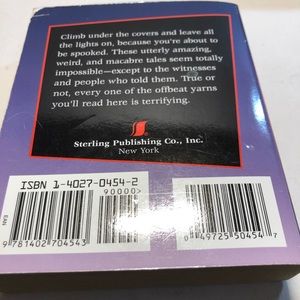 Climb under the covers and leave all
the lights on, because you're about to
be spooked. These utterly amazing,
weird, and macabre tales seem totally
impossible—except to the witnesses
and people who told them. True or
not, every one of the offbeat yarns
you'll read here is terrifying.
Sterling Publishing Co., Inc.
New York
ISBN 1-4027-0454-2
90000>
EAN
9 781402 704543
0 49725 50454 7